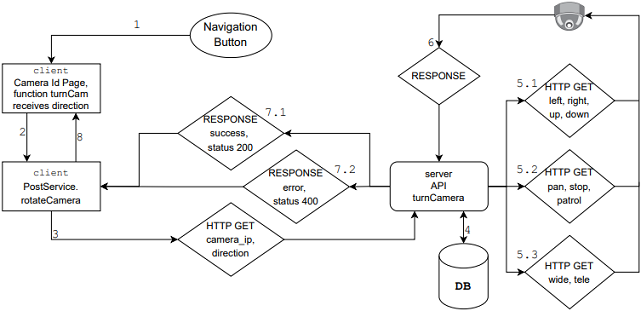 1
Navigation
Button
6
client
Camera Id Page,
function turnCam
receives direction
RESPONSE
5.1
HTTP GET
left, right,
up, down
7.1
RESPONSE
success,
status 200
2
8
7.2
RESPONSE
error,
status 400
client
PostService.
rotateCamera
server
API
turnCamera
5.2
HTTP GET
pan, stop,
patrol
3
HTTP GET
camera_ip,
direction
4
DB
5.3
HTTP GET
wide, tele